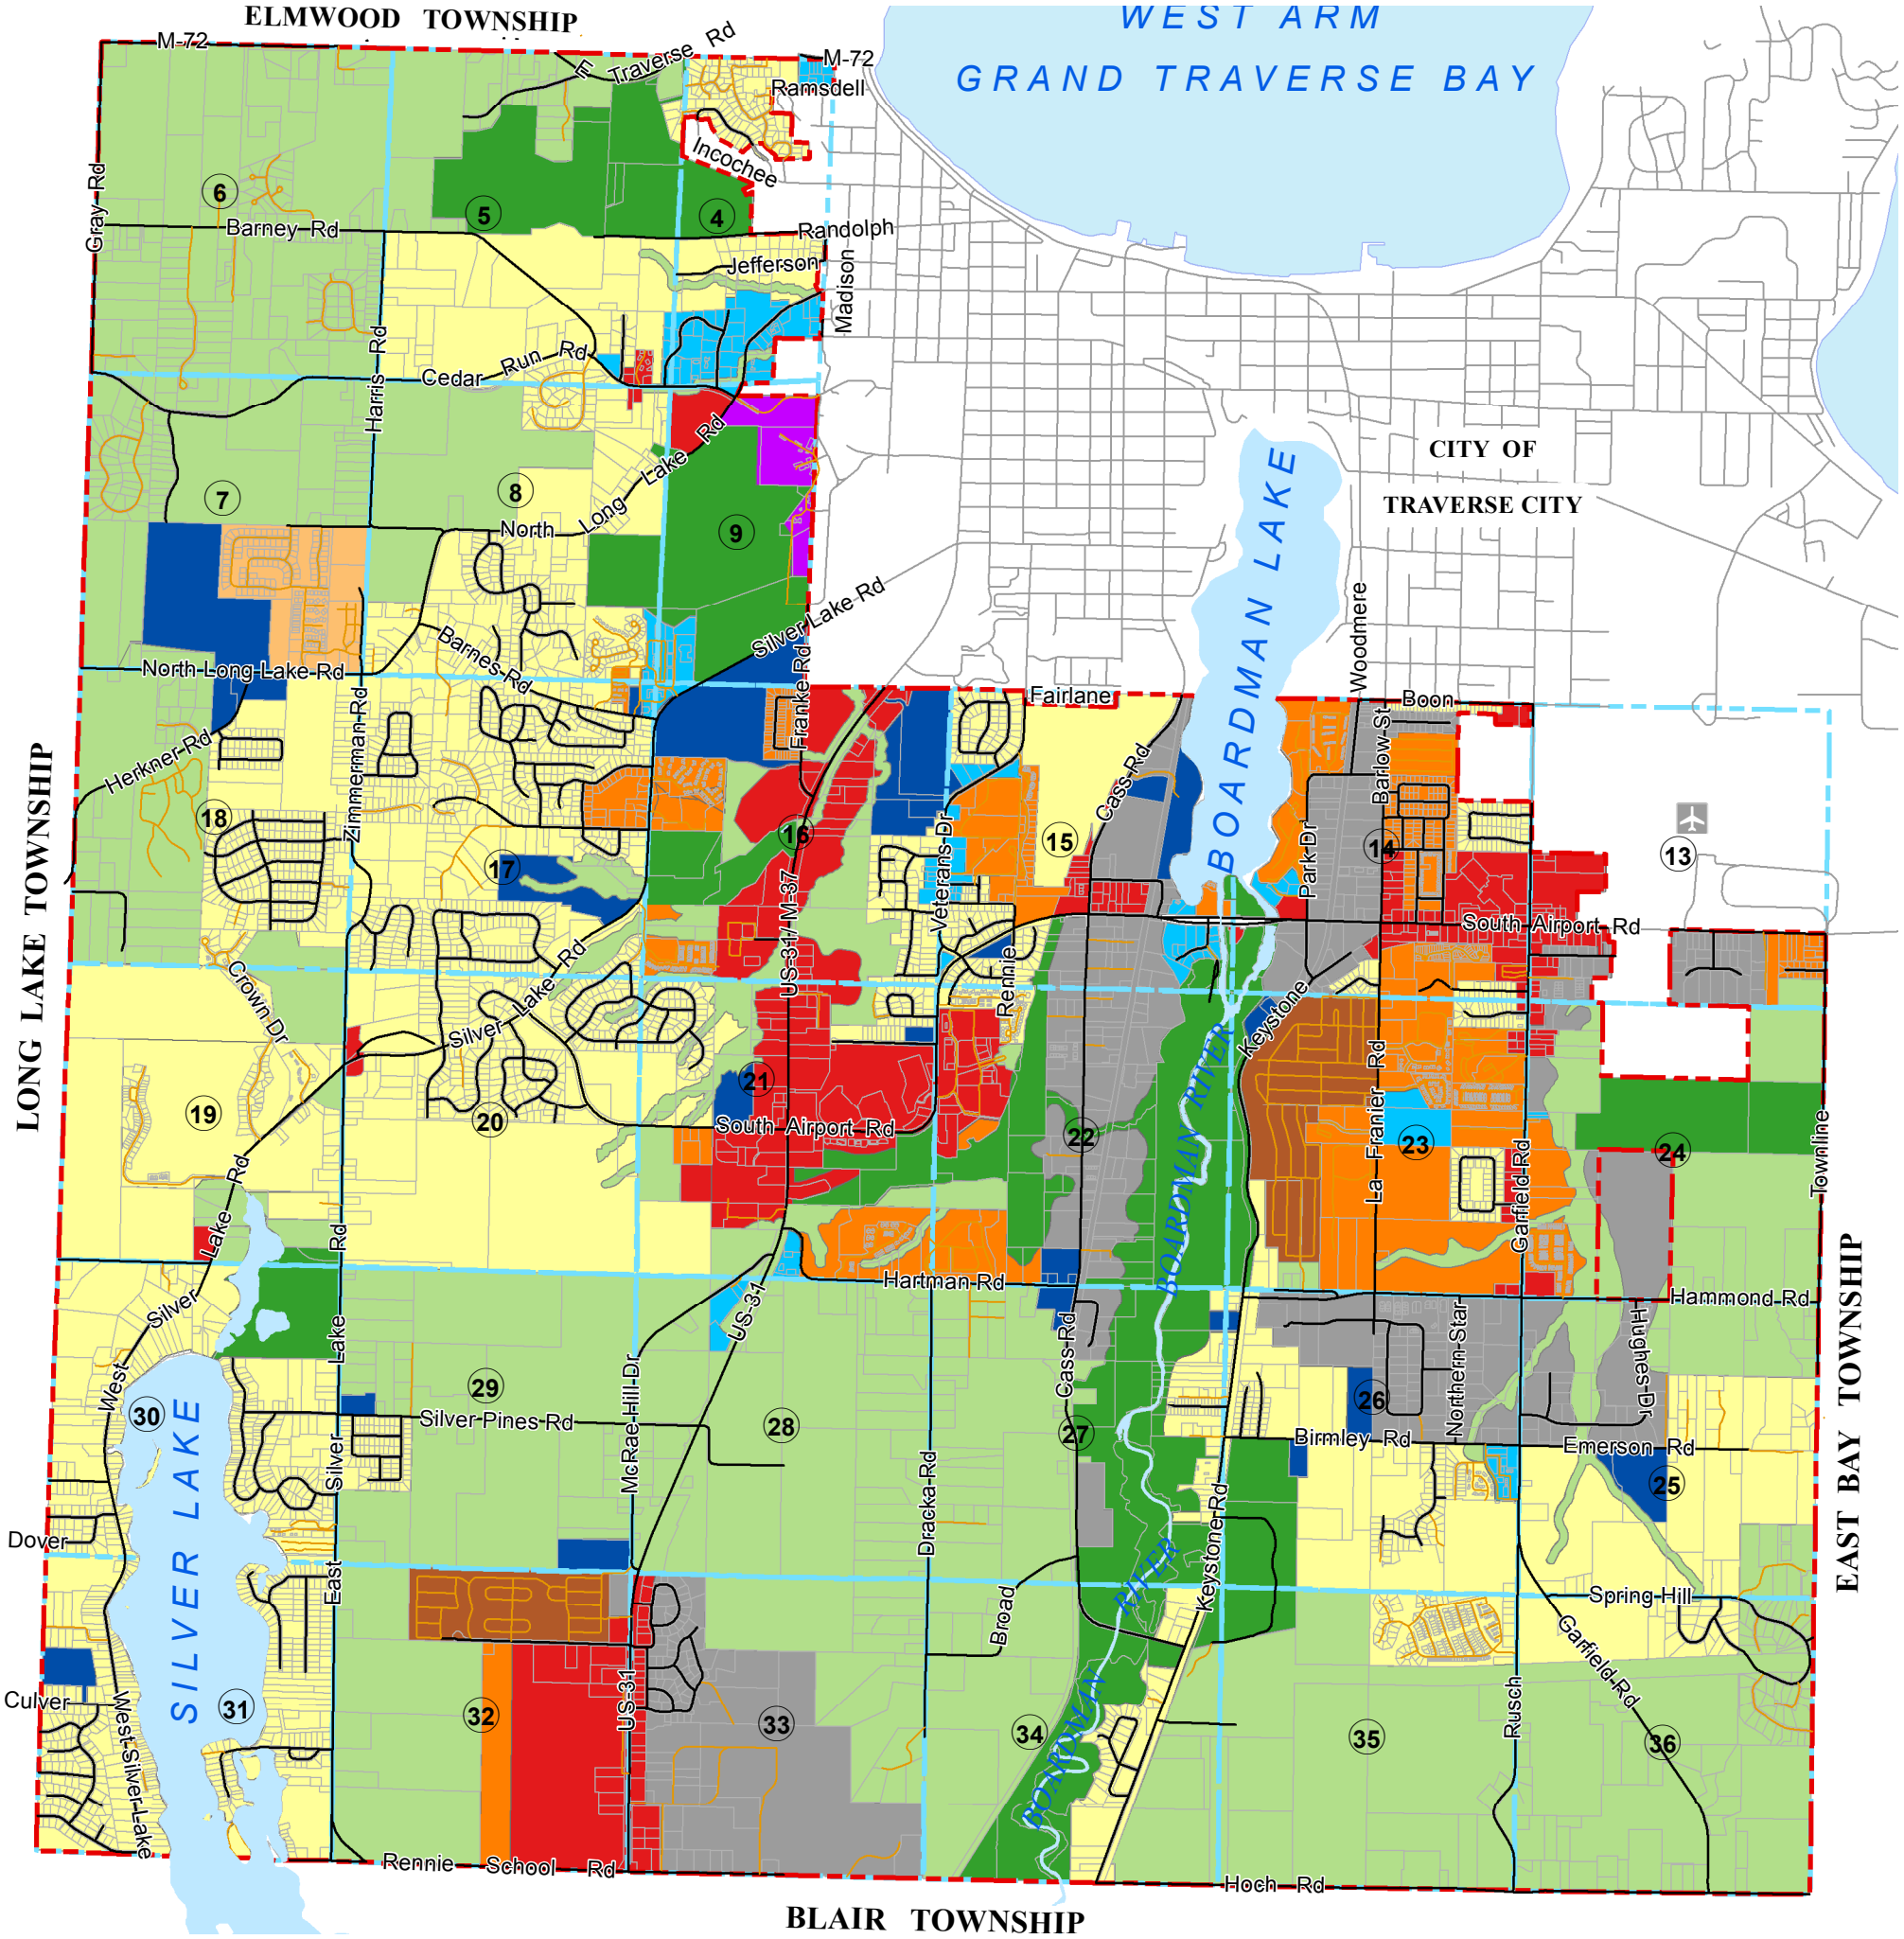 ELMWOOD TOWNSHIP
WEST ARM
GRAND TRAVERSE BAY
M-72
E Traverse Rd
M-72
Ramsdell
Incochee
Gray Rd
6
5
4
Barney Rd
Randolph
Jefferson
Madison
Harris Rd
Cedar Run Rd
CITY OF
TRAVERSE CITY
7
8
9
North Long Lake Rd
BOARDMAN LAKE
Silver Lake Rd
Barnes Rd
North Long Lake Rd
Franke Rd
Fairlane
Woodmere
Boon
Barlow St
Herkner Rd
Zimmerman Rd
Cass Rd
LONG LAKE TOWNSHIP
18
17
16
15
14
13
Veterans Dr
Park Dr
US-31/ M-37
South Airport Rd
Crown Dr
Silver Lake Rd
Rennie
Keystone
BOARDMAN RIVER
La Franier Rd
19
20
21
22
23
24
South Airport Rd
Garfield Rd
Townline
Silver Lake Rd
Hartman Rd
Hammond Rd
EAST BAY TOWNSHIP
BOARDMAN RIVER
West Silver
East Silver Lake Rd
US-31
McRae Hill Dr
Cass Rd
Northern Star
Hughes Dr
30
29
28
27
26
25
Silver Pines Rd
Birmley Rd
Emerson Rd
SILVER LAKE
Dracka Rd
Keystone Rd
Dover
Spring Hill
Broad
Garfield Rd
Rusch
Culver
West Silver Lake
31
32
33
34
35
36
US-31
BOARDMAN RIVER
Rennie School Rd
Hoch Rd
BLAIR TOWNSHIP